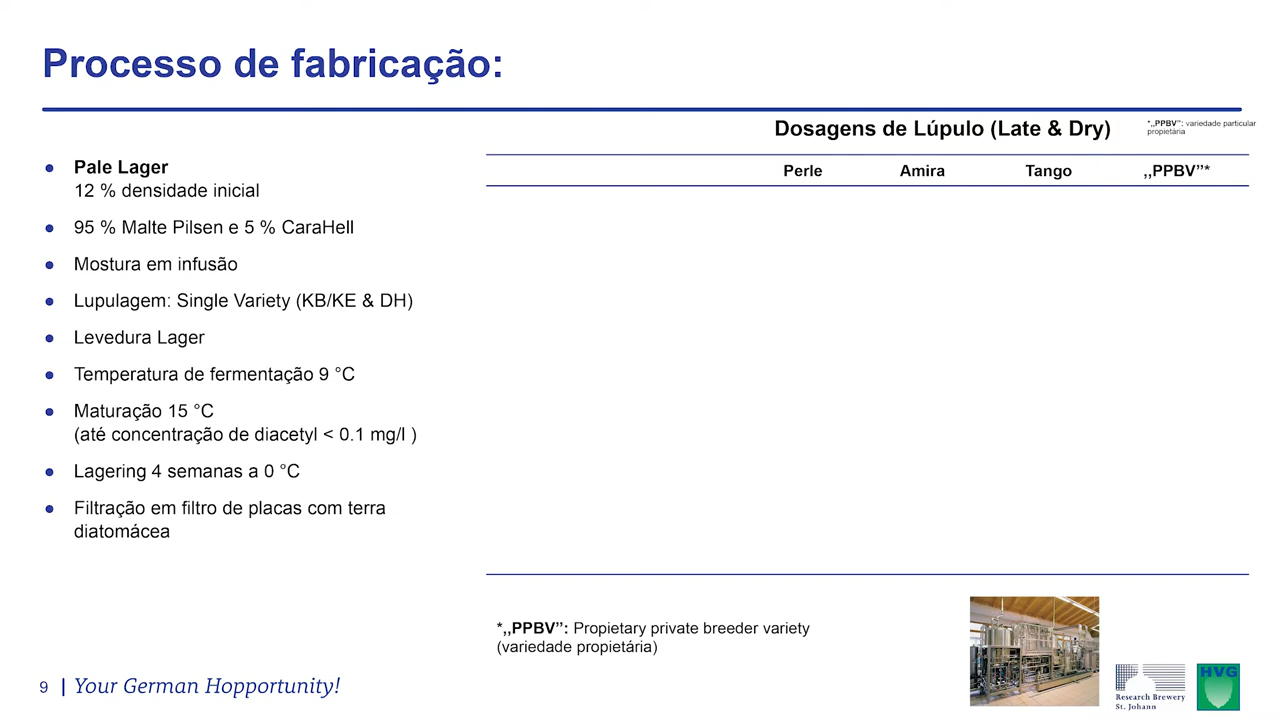 Processo de fabricação:
Dosagens de Lúpulo (Late & Dry)
*„PPBV”: variedade particular
propietária
Perle Amira Tango ,,PPBV”*
● Pale Lager
12 % densidade inicial
● 95 % Malte Pilsen e 5 % CaraHell
● Mostura em infusão
● Lupulagem: Single Variety (KB/KE & DH)
● Levedura Lager
● Temperatura de fermentação 9 °C
● Maturação 15 °C
(até concentração de diacetyl < 0.1 mg/l )
● Lagering 4 semanas a 0 °C
● Filtração em filtro de placas com terra
diatomácea
*,,PPBV”: Propietary private breeder variety
(variedade propietária)
9 | Your German Hopportunity!
Research Brewery
St. Johann
HVG